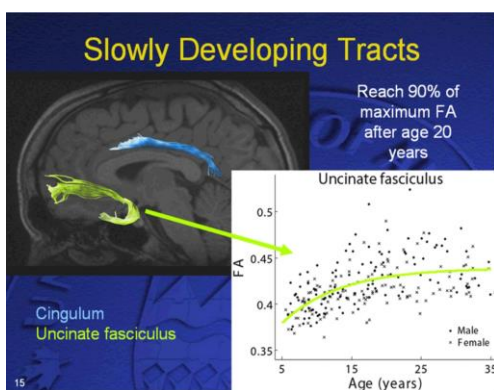 Slowly Developing Tracts
Reach 90% of
maximum FA
after age 20
years
Uncinate fasciculus
0.5
0.45
0.4
0.35
FA
5
15
25
35
Age (years)
Male
Female
Cingulum
Uncinate fasciculus
15